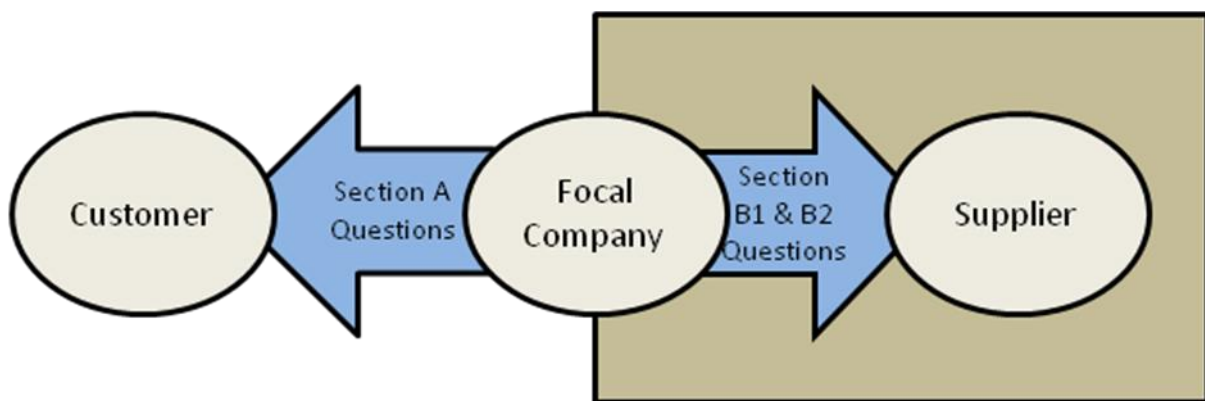 Customer
Section A
Questions
Focal
Company
Section
B1 & B2
Questions
Supplier